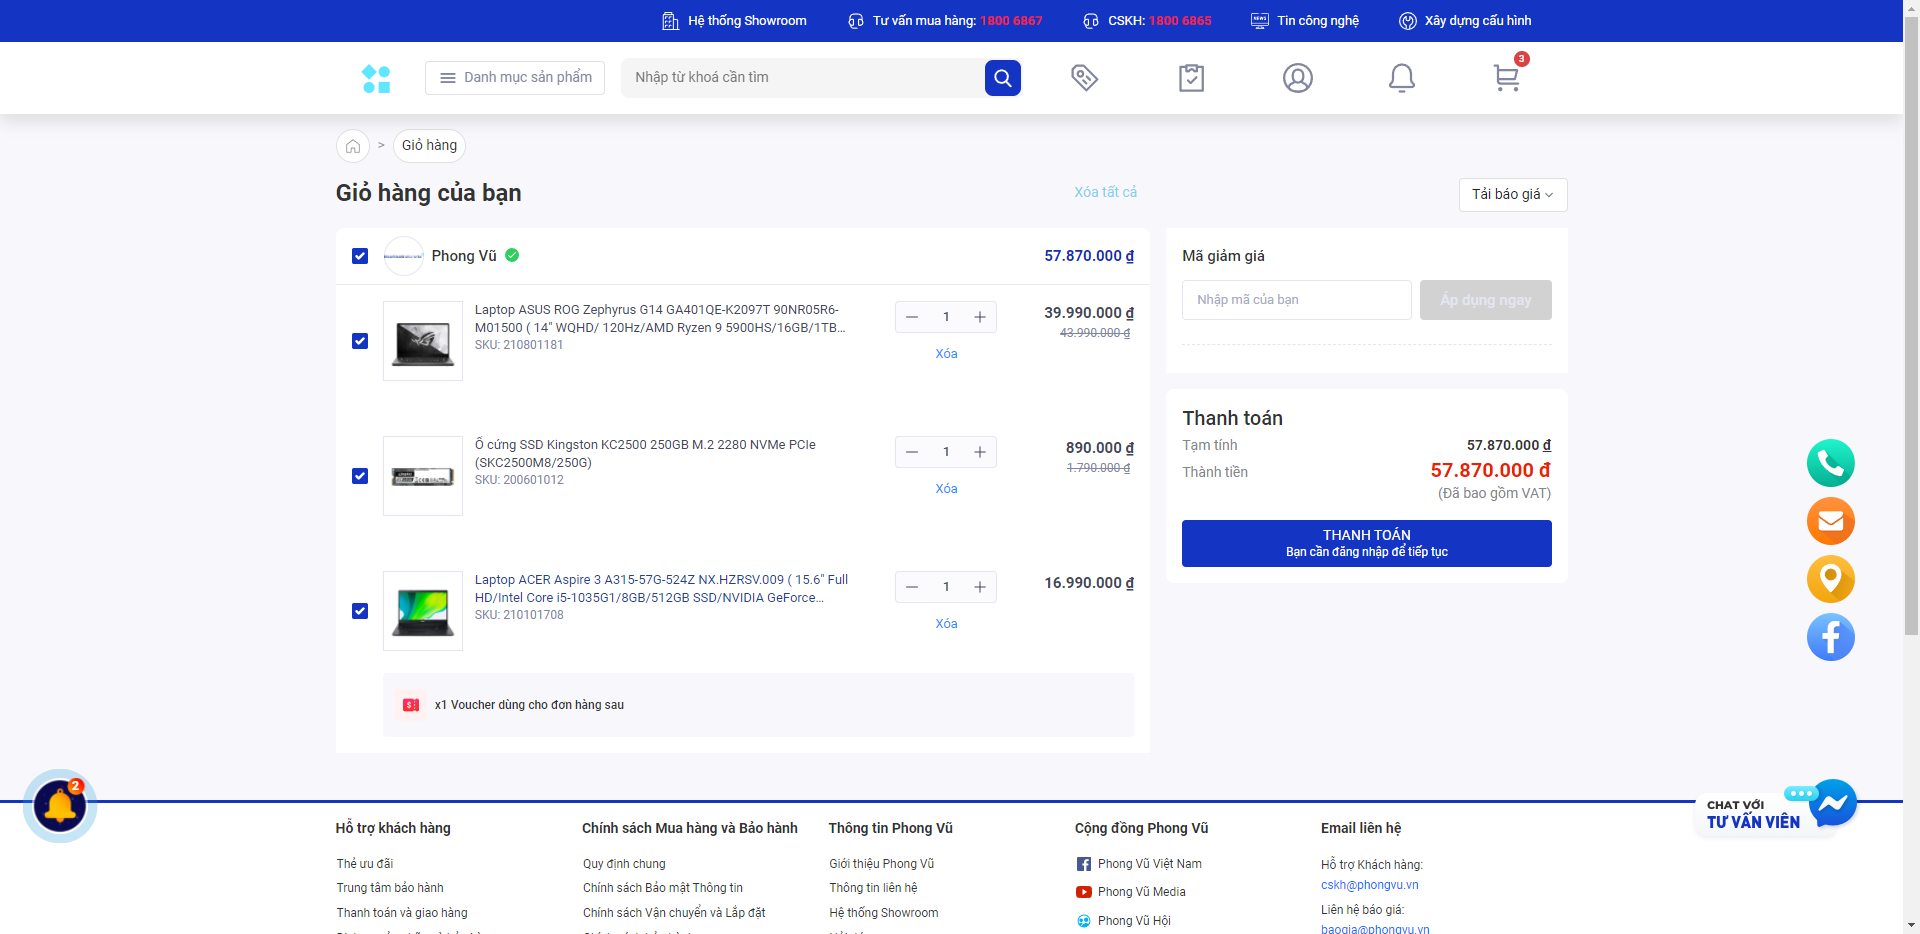 Hệ thống Showroom
Tư vấn mua hàng: 1800 6867
CSKH: 1800 6865
NEWS
Tin công nghệ
Xây dựng cấu hình
Danh mục sản phẩm
Nhập từ khoá cần tìm
3
> Giỏ hàng
Giỏ hàng của bạn
Xóa tất cả
Tải báo giá
Phong Vũ
57.870.000 ₫
Laptop ASUS ROG Zephyrus G14 GA401QE-K2097T 90NR05R6-
M01500 ( 14" WQHD/ 120Hz/AMD Ryzen 9 5900HS/16GB/1TB...
SKU: 210801181
1
Xóa
39.990.000 ₫
43.990.000 ₫
Ổ cứng SSD Kingston KC2500 250GB M.2 2280 NVMe PCIe
(SKC2500M8/250G)
SKU: 200601012
1
Xóa
890.000 ₫
1.790.000 ₫
Laptop ACER Aspire 3 A315-57G-524Z NX.HZRSV.009 ( 15.6" Full
HD/Intel Core i5-1035G1/8GB/512GB SSD/NVIDIA GeForce...
SKU: 210101708
1
Xóa
16.990.000 ₫
x1 Voucher dùng cho đơn hàng sau
Mã giảm giá
Nhập mã của bạn
Áp dụng ngay
Thanh toán
Tạm tính
57.870.000 ₫
Thành tiền
57.870.000 ₫
(Đã bao gồm VAT)
THANH TOÁN
Bạn cần đăng nhập để tiếp tục
2
CHAT VỚI
TƯ VẤN VIÊN
Hỗ trợ khách hàng
Thẻ ưu đãi
Trung tâm bảo hành
Thanh toán và giao hàng
Chính sách Mua hàng và Bảo hành
Quy định chung
Chính sách Bảo mật Thông tin
Chính sách Vận chuyển và Lắp đặt
Thông tin Phong Vũ
Giới thiệu Phong Vũ
Thông tin liên hệ
Hệ thống Showroom
Cộng đồng Phong Vũ
Phong Vũ Việt Nam
Phong Vũ Media
Phong Vũ Hội
Email liên hệ
Hỗ trợ Khách hàng:
cskh@phongvu.vn
Liên hệ báo giá:
baogia@phongvu.vn